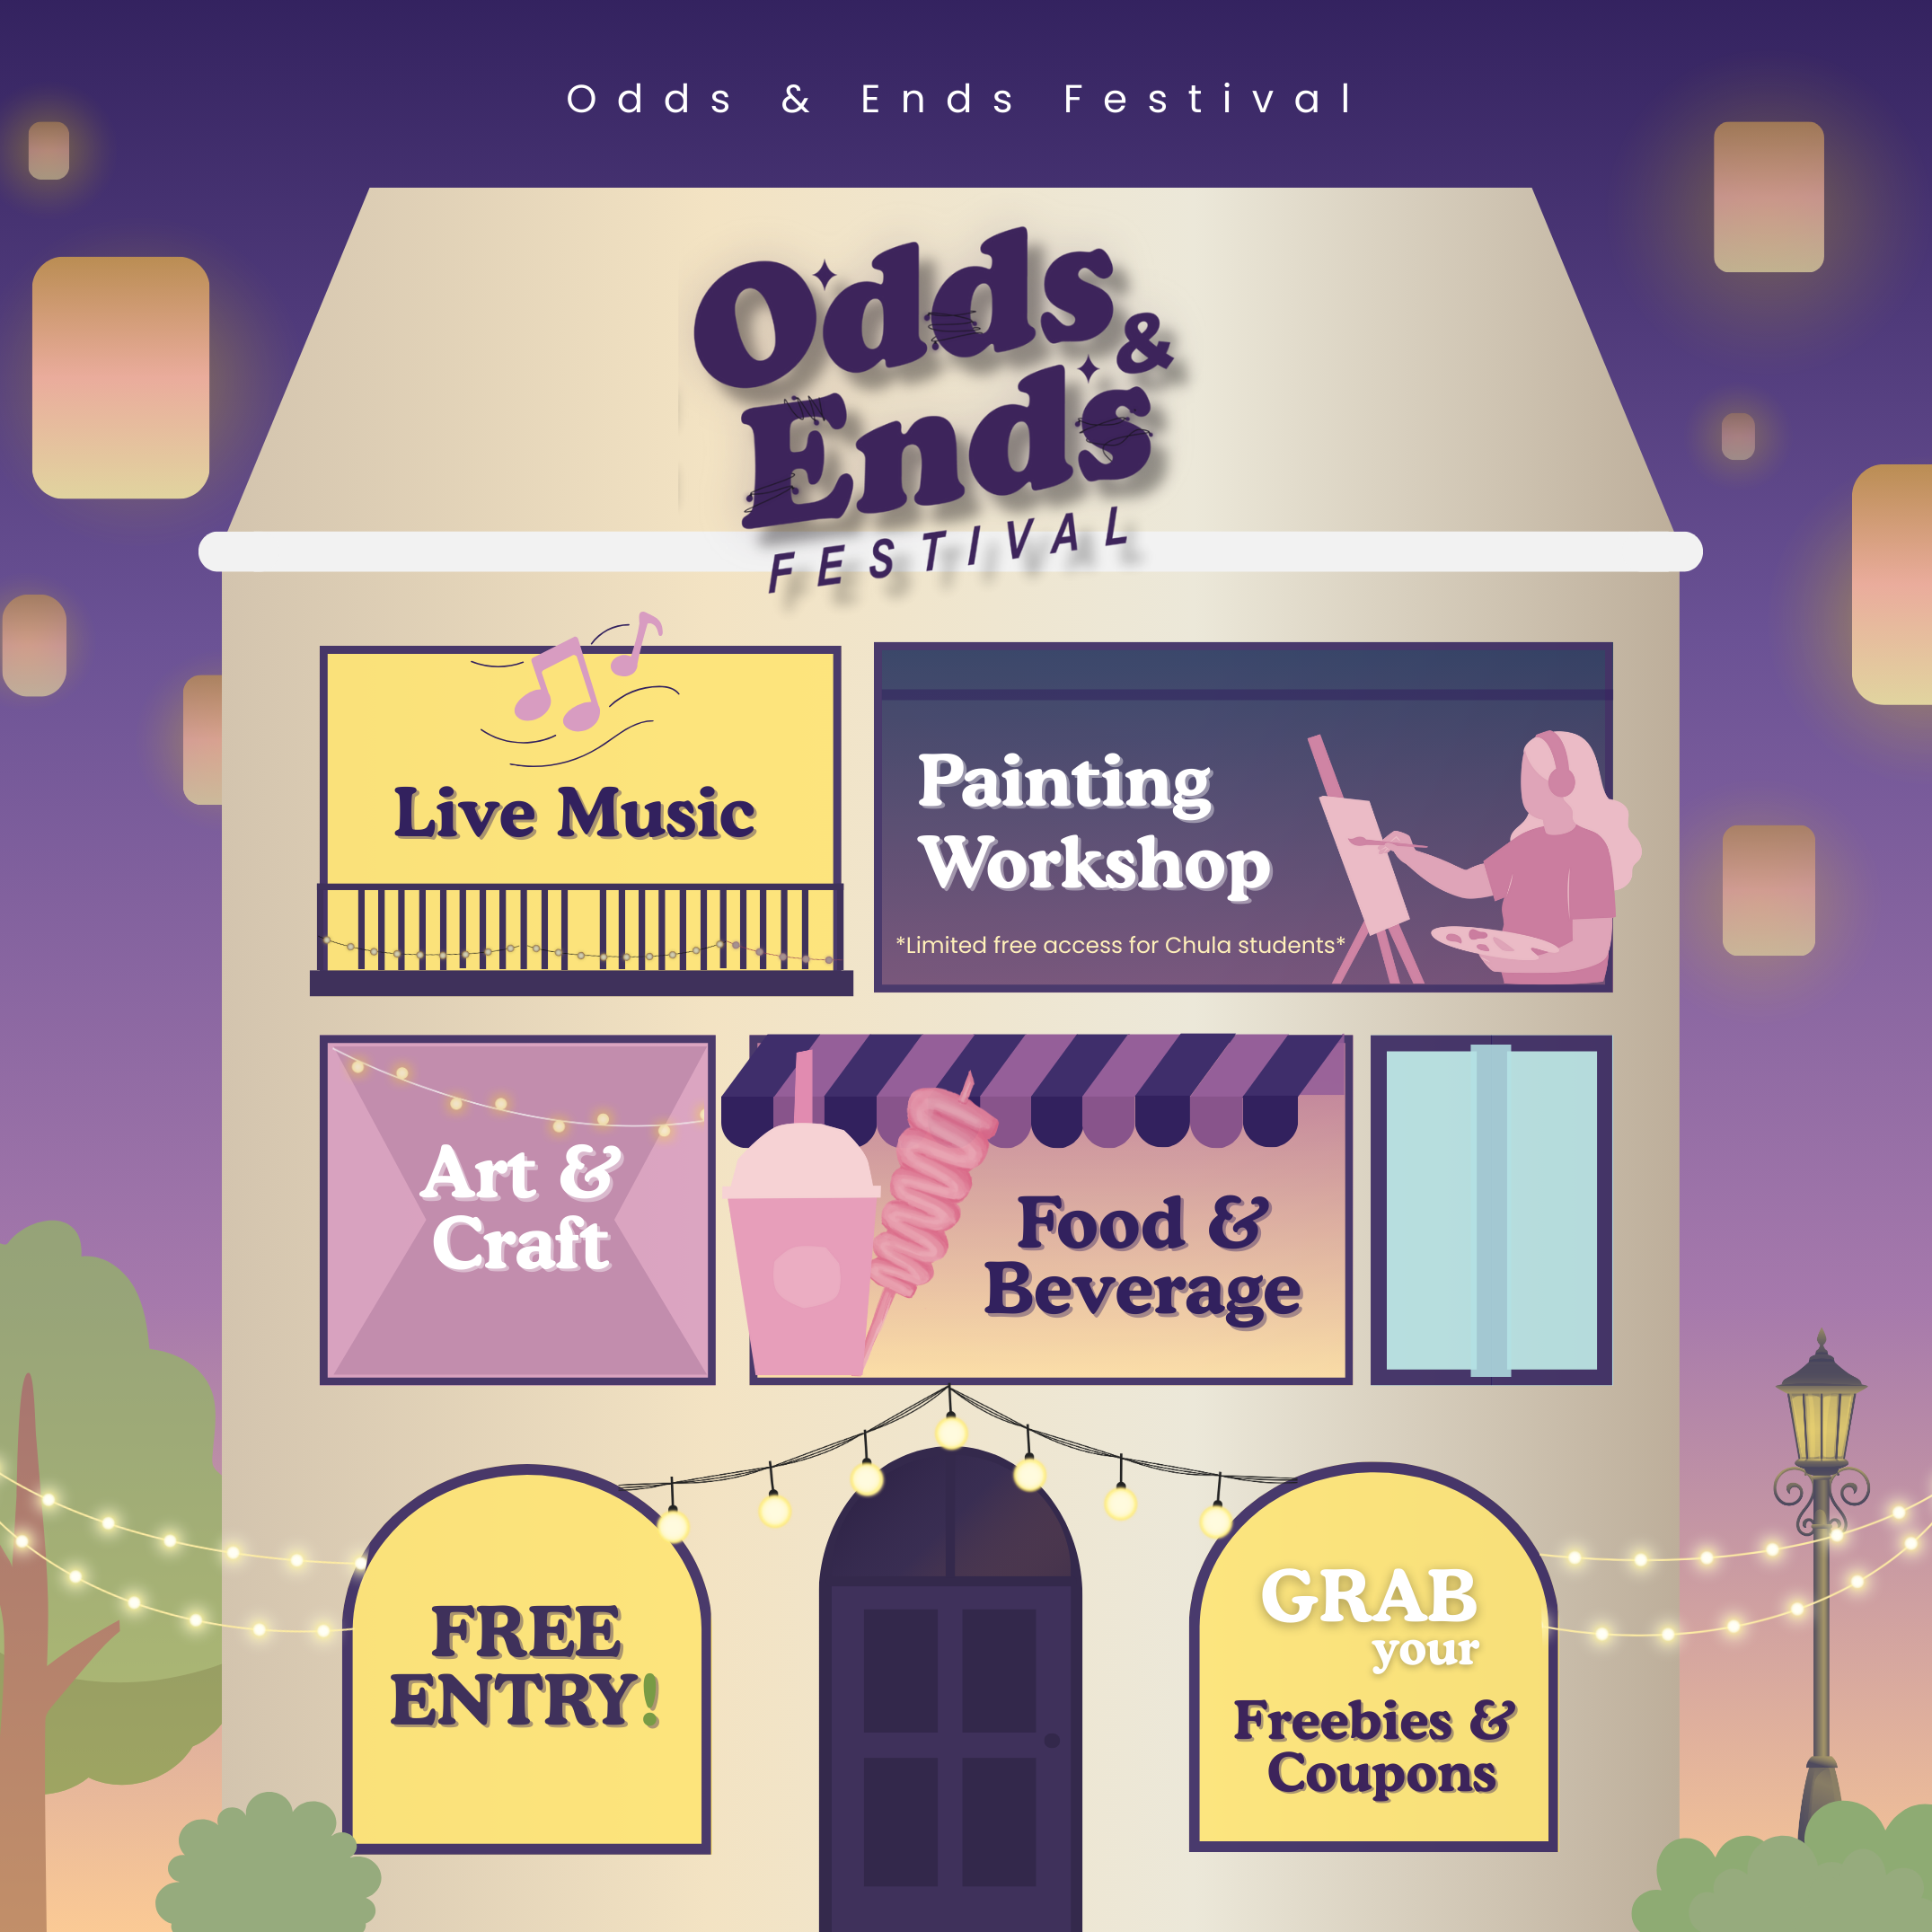 Odds & Ends Festival
Odds &
Ends
FESTIVAL
Live Music
Painting
Workshop
*Limited free access for Chula students*
Art &
Craft
Food &
Beverage
FREE
ENTRY!
GRAB
your
Freebies &
Coupons